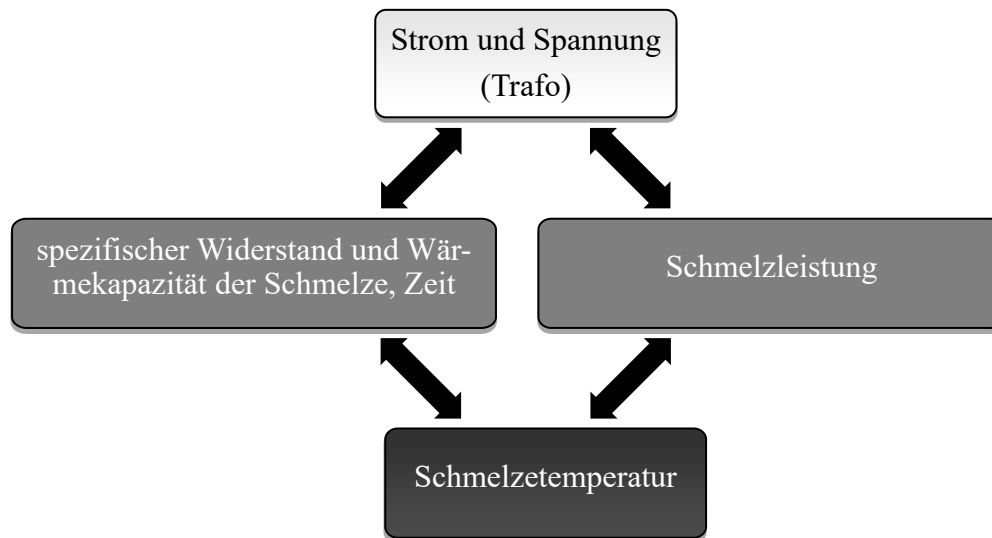 Strom und Spannung
(Trafo)
spezifischer Widerstand und Wär-
mekapazität der Schmelze, Zeit
Schmelzleistung
Schmelzetemperatur